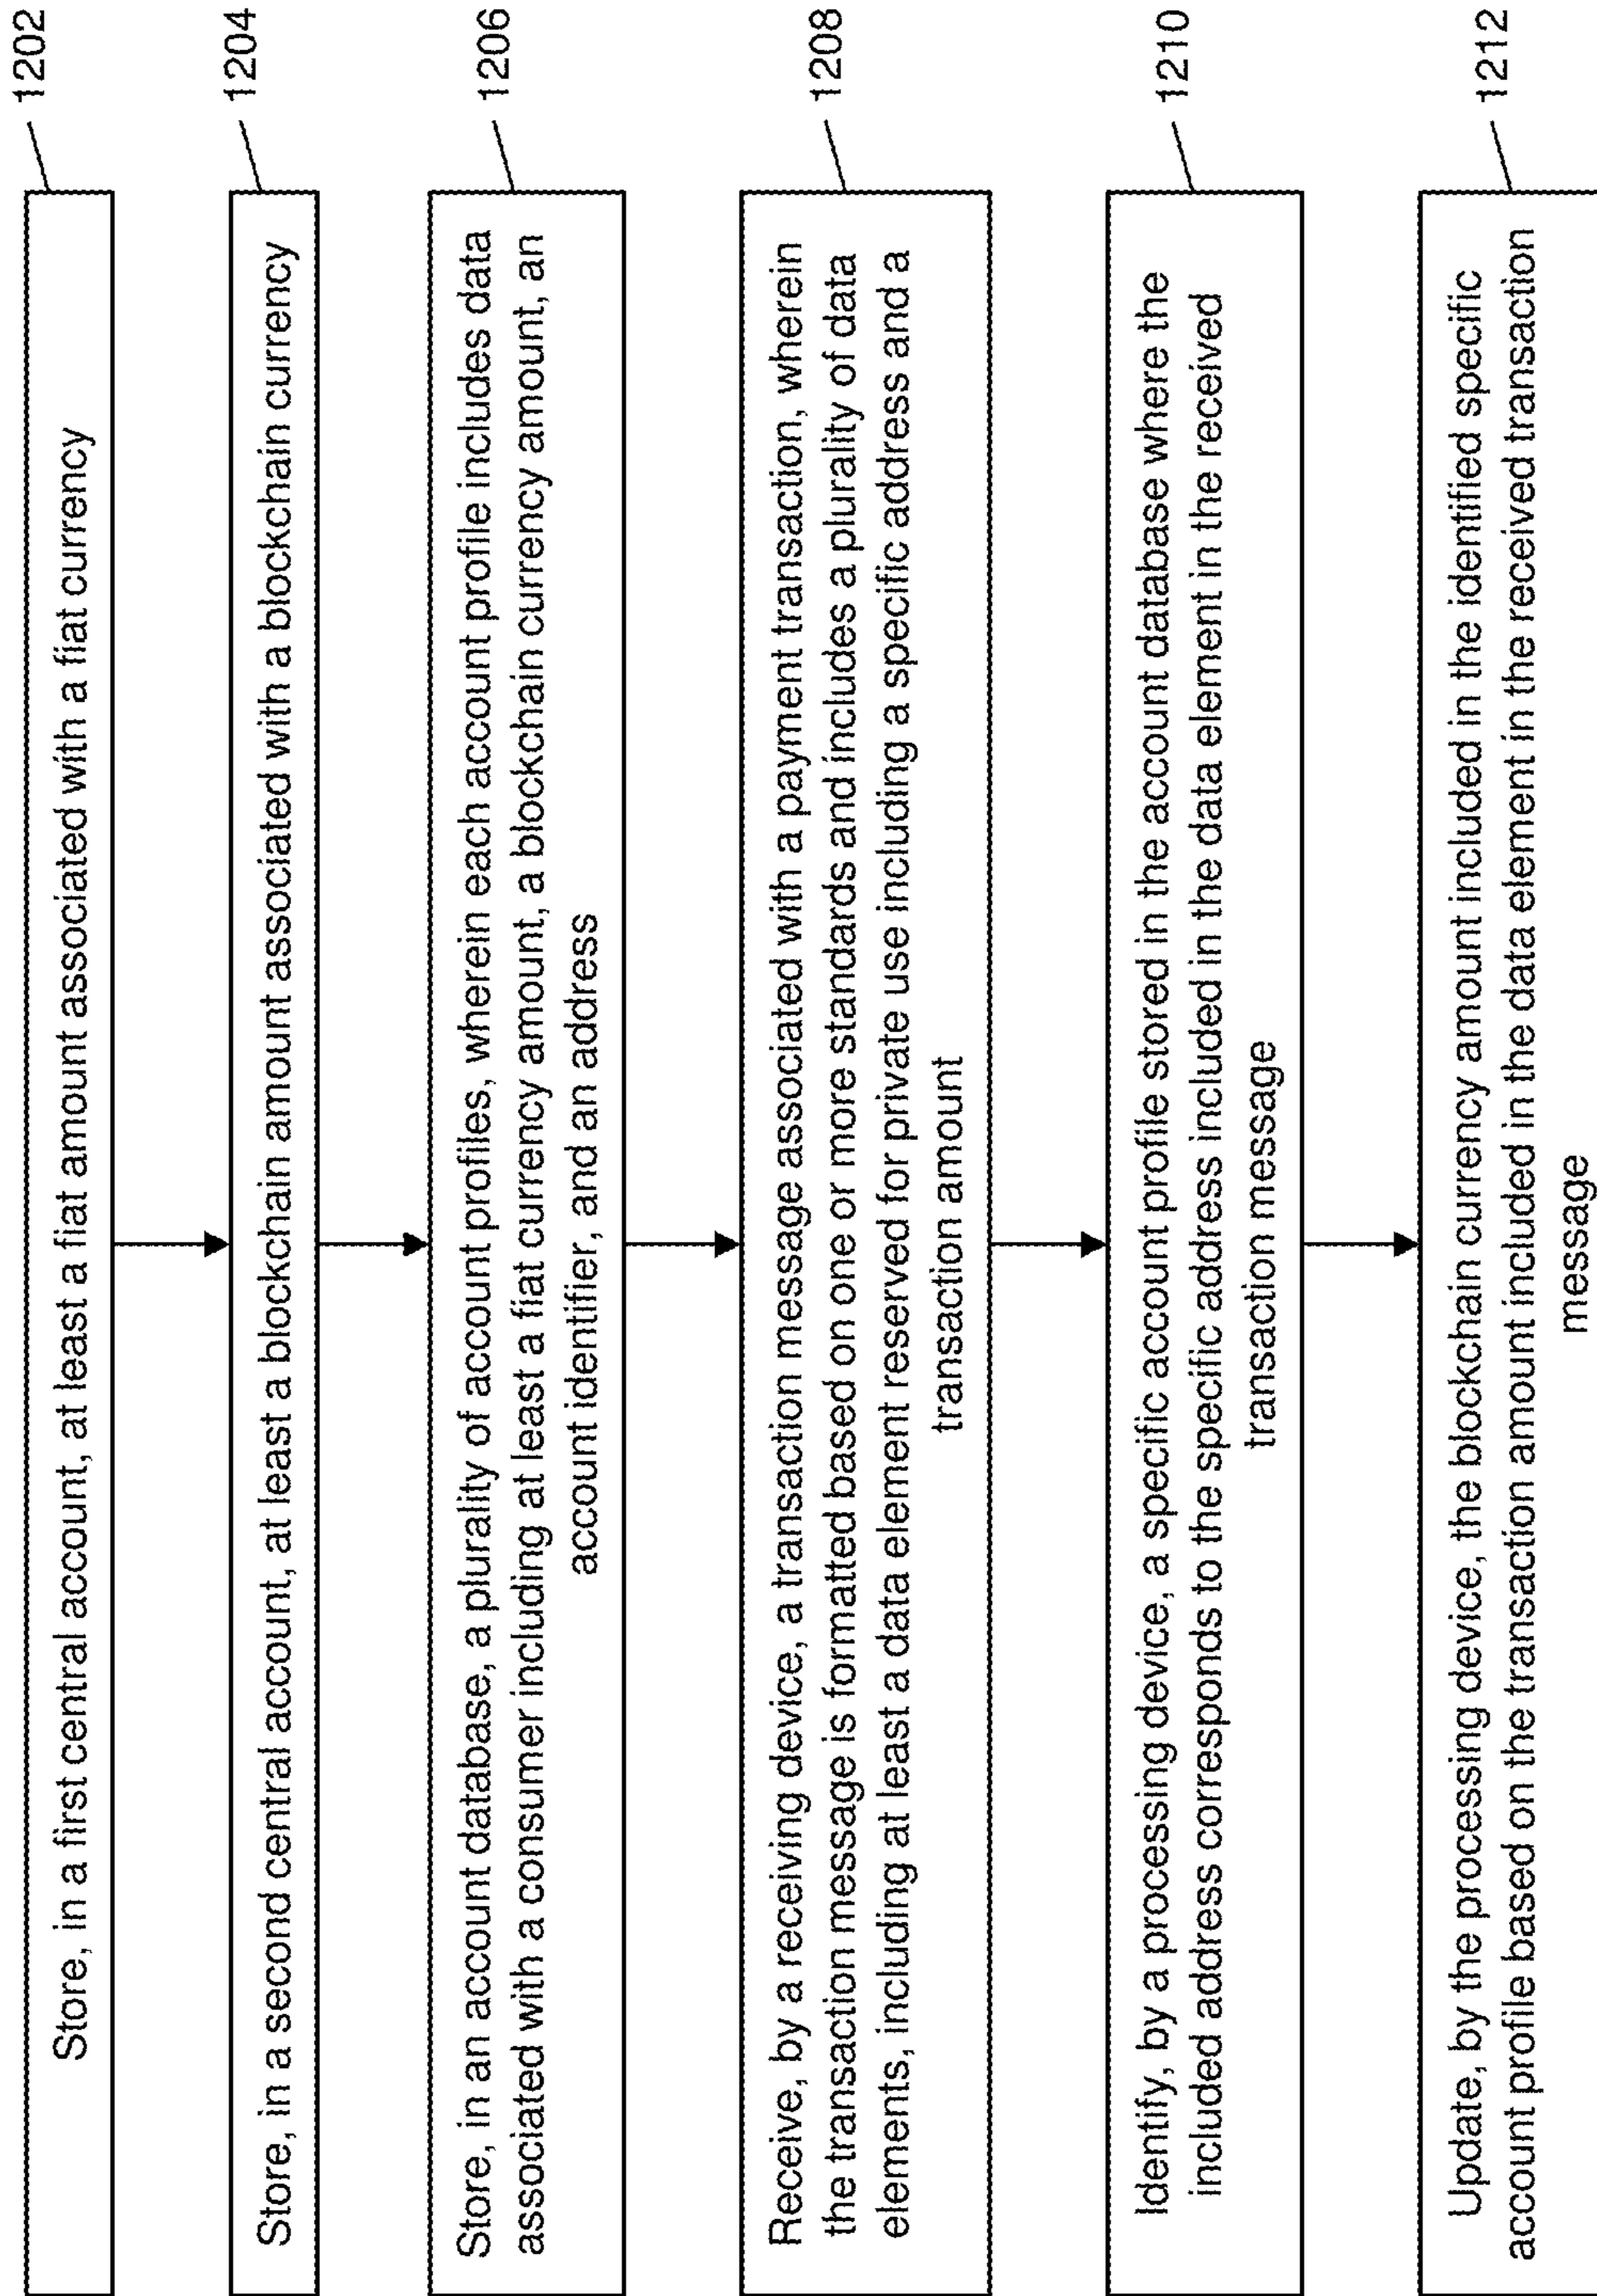 Store, in a first central account, at least a fiat amount associated with a fiat currency
1202
Store, in a second central account, at least a blockchain amount associated with a blockchain currency
1204
Store, in an account database, a plurality of account profiles, wherein each account profile includes data
associated with a consumer including at least a fiat currency amount, a blockchain currency amount, an
account identifier, and an address
1206
Receive, by a receiving device, a transaction message associated with a payment transaction, wherein
the transaction message is formatted based on one or more standards and includes a plurality of data
elements, including at least a data element reserved for private use including a specific address and a
transaction amount
1208
Identify, by a processing device, a specific account profile stored in the account database where the
included address corresponds to the specific address included in the data element in the received
transaction message
1210
Update, by the processing device, the blockchain currency amount included in the identified specific
account profile based on the transaction amount included in the data element in the received transaction
message
1212